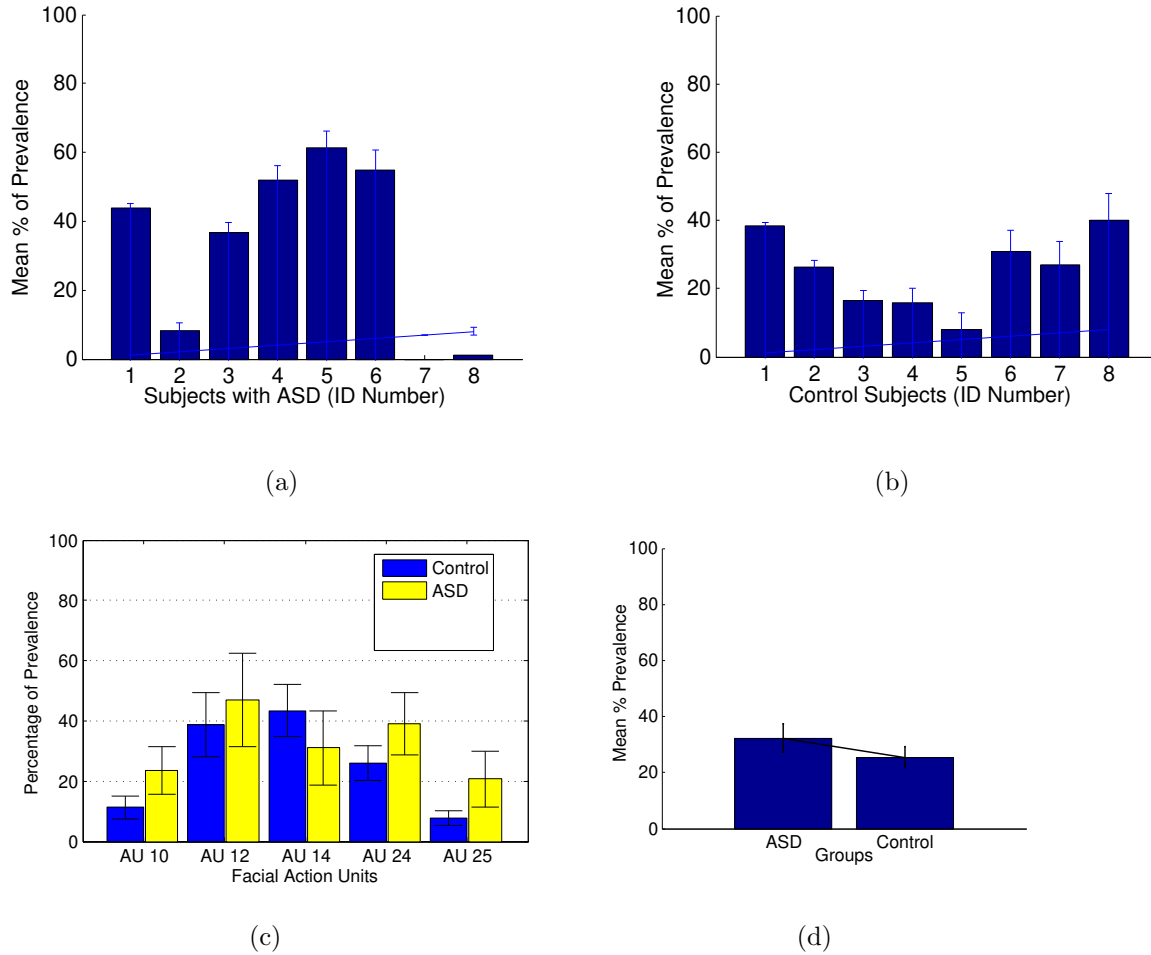 100
80
60
40
20
0
Mean % of Prevalence
1 2 3 4 5 6 7 8
Subjects with ASD (ID Number)
(a)
100
80
60
40
20
0
Mean % of Prevalence
1 2 3 4 5 6 7 8
Control Subjects (ID Number)
(b)
100
80
60
40
20
0
Percentage of Prevalence
Control
ASD
AU 10 AU 12 AU 14 AU 24 AU 25
Facial Action Units
(c)
100
80
60
40
20
0
Mean % Prevalence
ASD Control
Groups
(d)